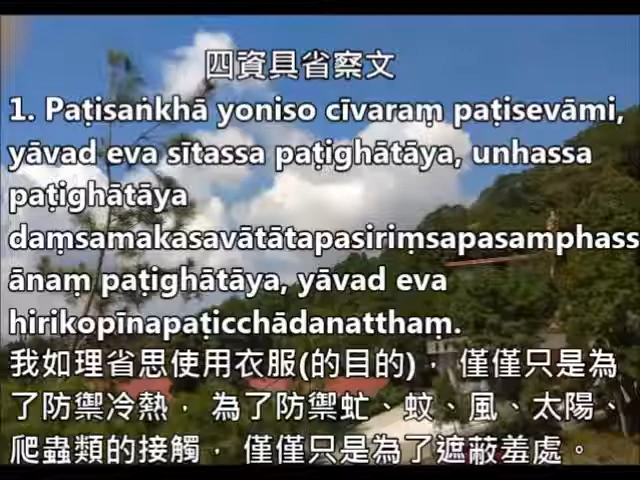 四資具省察文
1. Paṭisaṅkhā yoniso cīvaraṃ paṭisevāmi,
yāvad eva sītassa paṭighātāya, unhassa
paṭighātāya
daṃsamakasavātātapasiriṃsapasamphass
ānaṃ paṭighātāya, yāvad eva
hirikopīnapaṭicchādanatthaṃ.
我如理省思使用衣服(的目的)， 僅僅只是為
了防禦冷熱， 為了防禦虻、蚊、風、太陽、
爬蟲類的接觸， 僅僅只是為了遮蔽羞處。